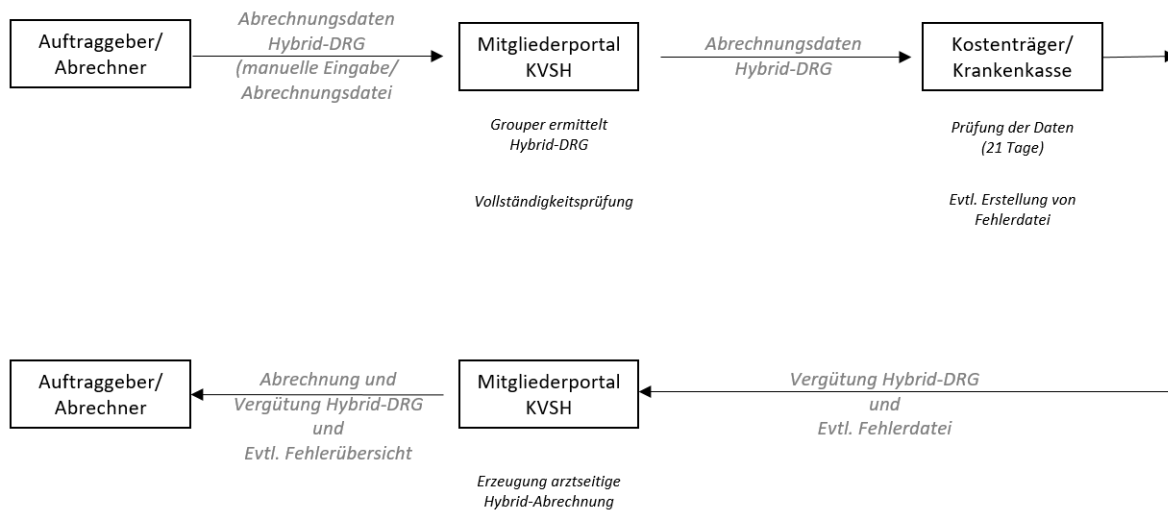 Auftraggeber/
Abrechner
Abrechnungsdaten
Hybrid-DRG
(manuelle Eingabe/
Abrechnungsdatei
Mitgliederportal
KVSH
Grouper ermittelt
Hybrid-DRG
Vollständigkeitsprüfung
Abrechnungsdaten
Hybrid-DRG
Kostenträger/
Krankenkasse
Prüfung der Daten
(21 Tage)
Evtl. Erstellung von
Fehlerdatei
Auftraggeber/
Abrechner
Abrechnung und
Vergütung Hybrid-DRG
und
Evtl. Fehlerübersicht
Mitgliederportal
KVSH
Erzeugung arztseitige
Hybrid-Abrechnung
Vergütung Hybrid-DRG
und
Evtl. Fehlerdatei